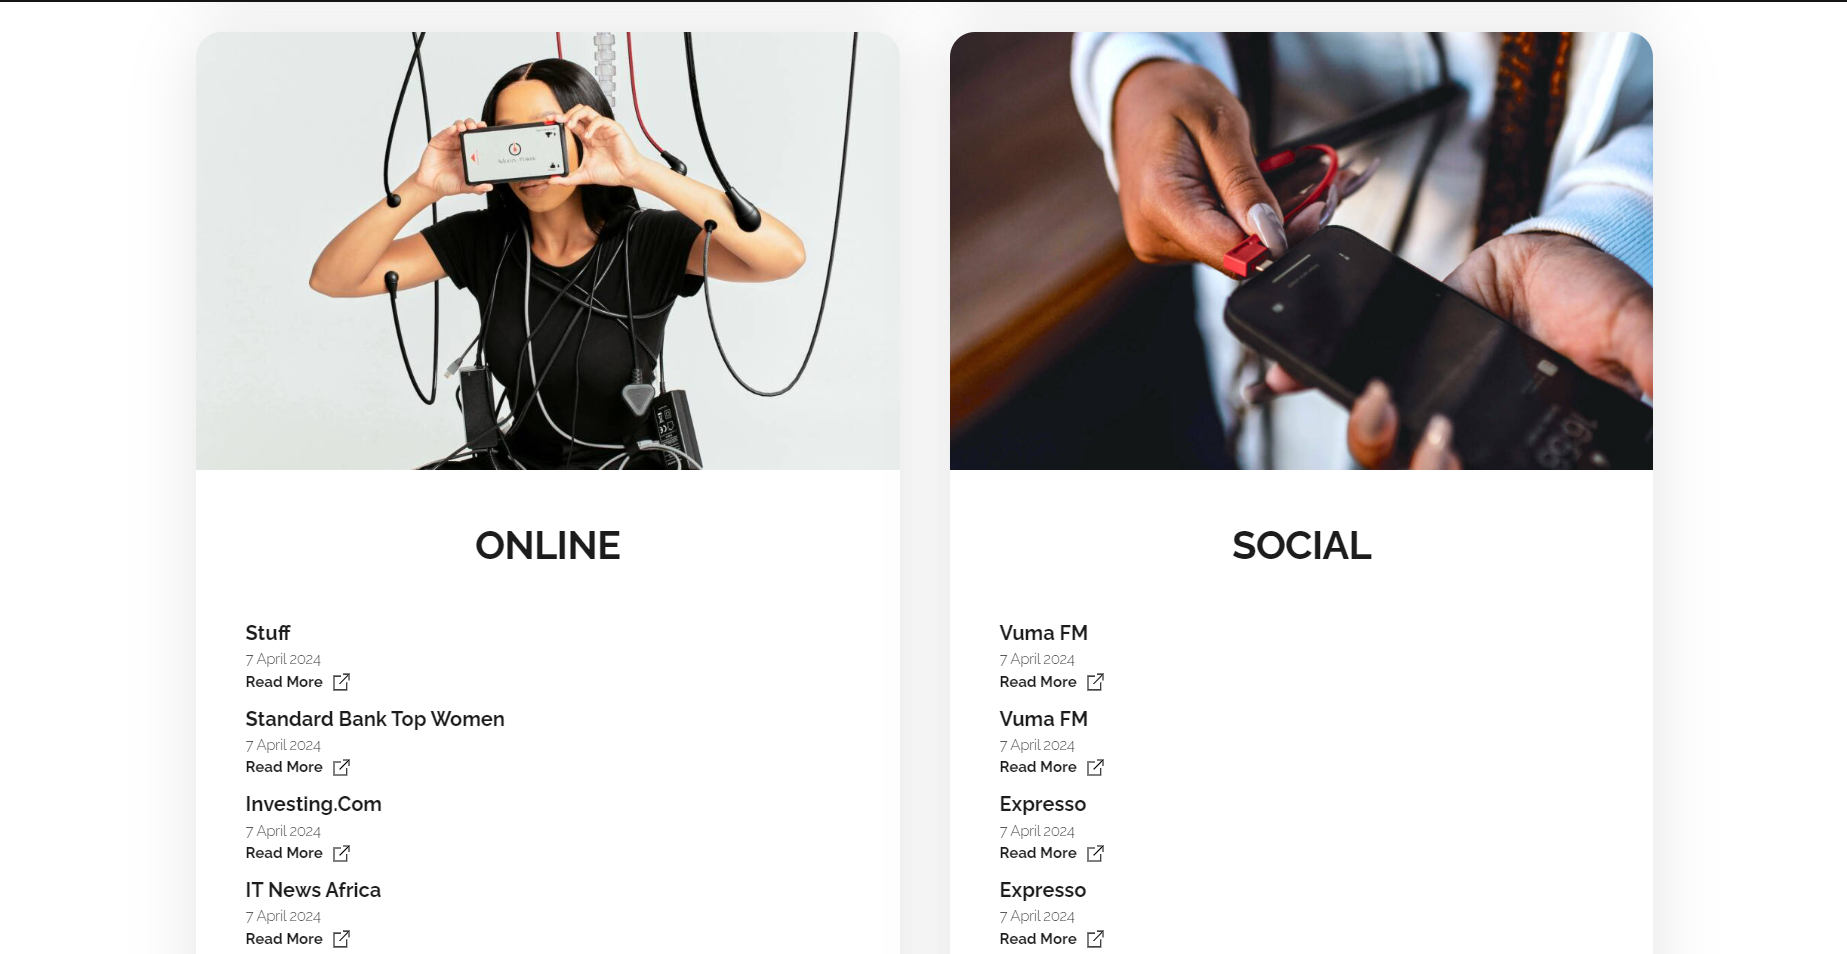 ONLINE
Stuff
7 April 2024
Read More
Standard Bank Top Women
7 April 2024
Read More
Investing.Com
7 April 2024
Read More
IT News Africa
7 April 2024
Read More
SOCIAL
Vuma FM
7 April 2024
Read More
Vuma FM
7 April 2024
Read More
Expresso
7 April 2024
Read More
Expresso
7 April 2024
Read More